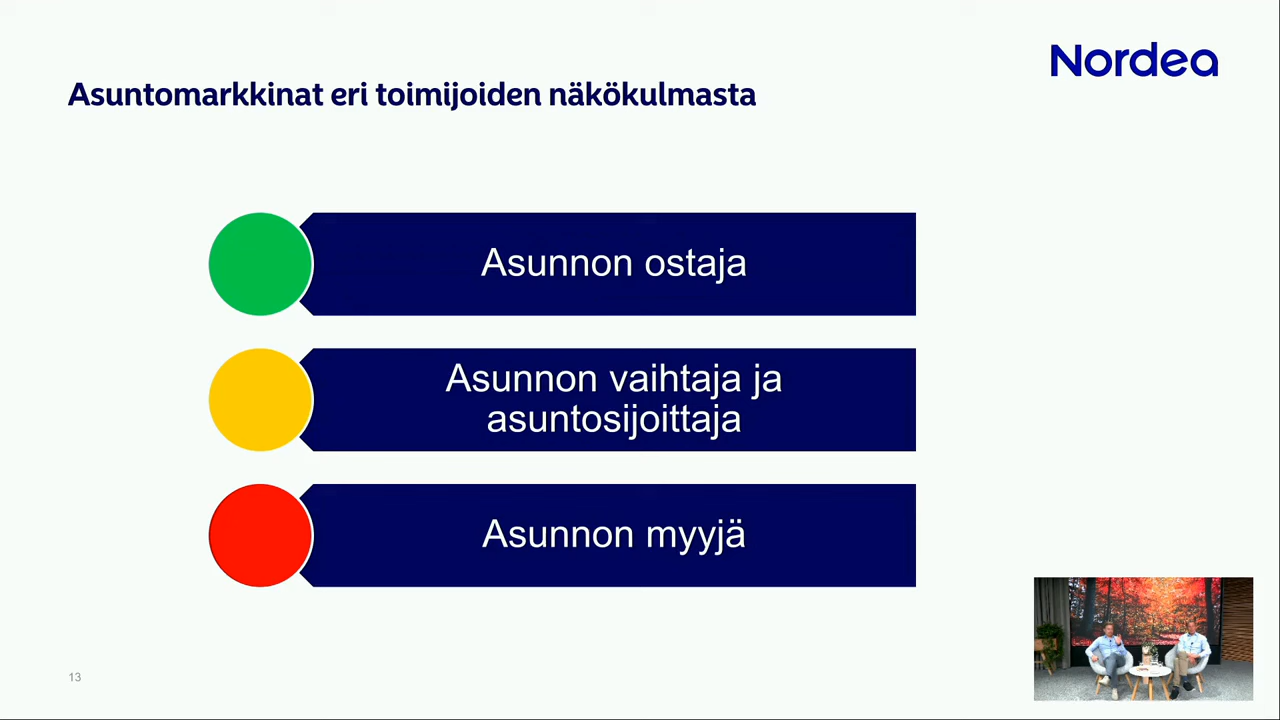 Nordea
Asuntomarkkinat eri toimijoiden näkökulmasta
Asunnon ostaja
Asunnon vaihtaja ja
asuntosijoittaja
Asunnon myyjä
13